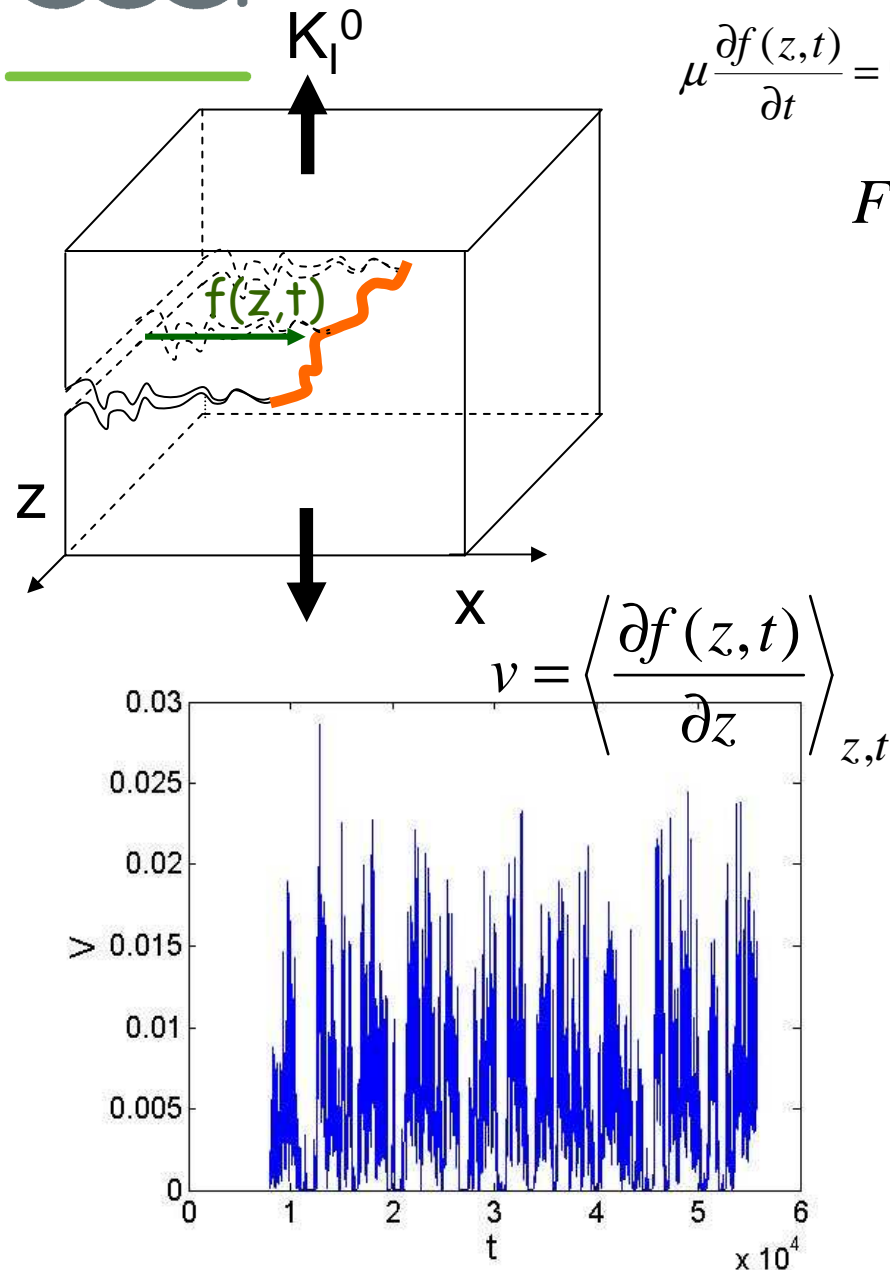 K_I^0
μ ∂f(z,t)/∂t =
F
f(z,t)
z
x
v = ⟨∂f(z,t)/∂z⟩_{z,t}
0.03
0.025
0.02
0.015
0.01
0.005
0
V
0 1 2 3 4 5 6
t
x 10^4